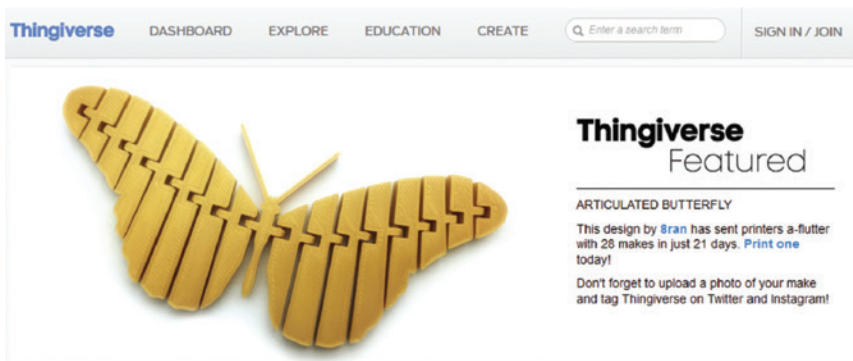 Thingiverse DASHBOARD EXPLORE EDUCATION CREATE Enter a search term SIGN IN / JOIN
Thingiverse
Featured
ARTICULATED BUTTERFLY
This design by 8ran has sent printers a-flutter
with 28 makes in just 21 days. Print one
today!
Don't forget to upload a photo of your make
and tag Thingiverse on Twitter and Instagram!